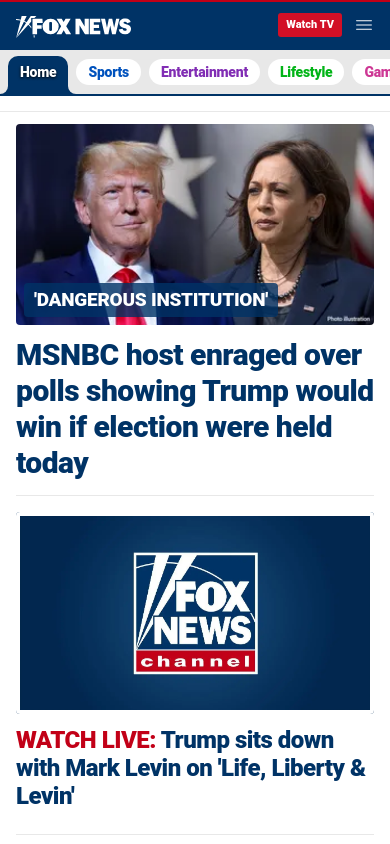 FOX NEWS
Watch TV
Home
Sports
Entertainment
Lifestyle
Gam
'DANGEROUS INSTITUTION'
Photo Illustration
MSNBC host enraged over
polls showing Trump would
win if election were held
today
FOX
NEWS
channel
WATCH LIVE: Trump sits down
with Mark Levin on 'Life, Liberty &
Levin'